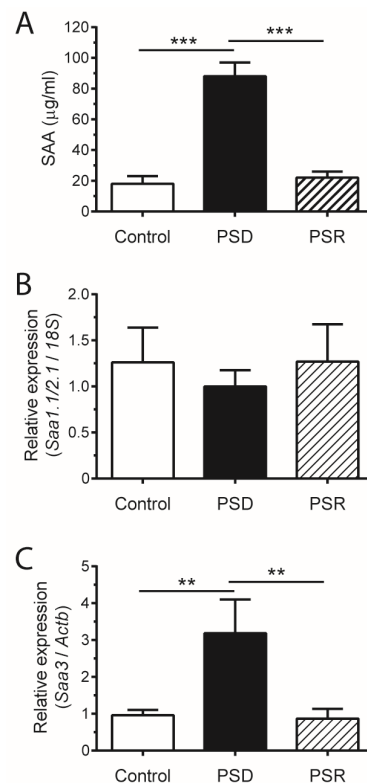 A
SAA (µg/ml)
120
100
80
60
40
20
0
*** ***
Control PSD PSR
B
Relative expression
(Saa1.1/2.1 / 18S)
2.0
1.5
1.0
0.5
0
Control PSD PSR
C
Relative expression
(Saa3 / Actb)
5
4
3
2
1
0
** **
Control PSD PSR